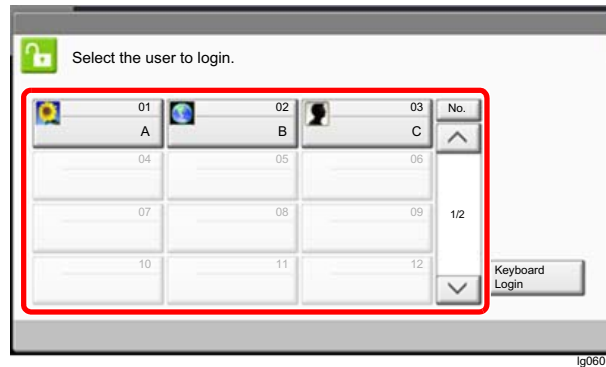 Select the user to login.
01 02 03 No.
A B C
04 05 06
07 08 09 1/2
10 11 12
Keyboard
Login
lg060